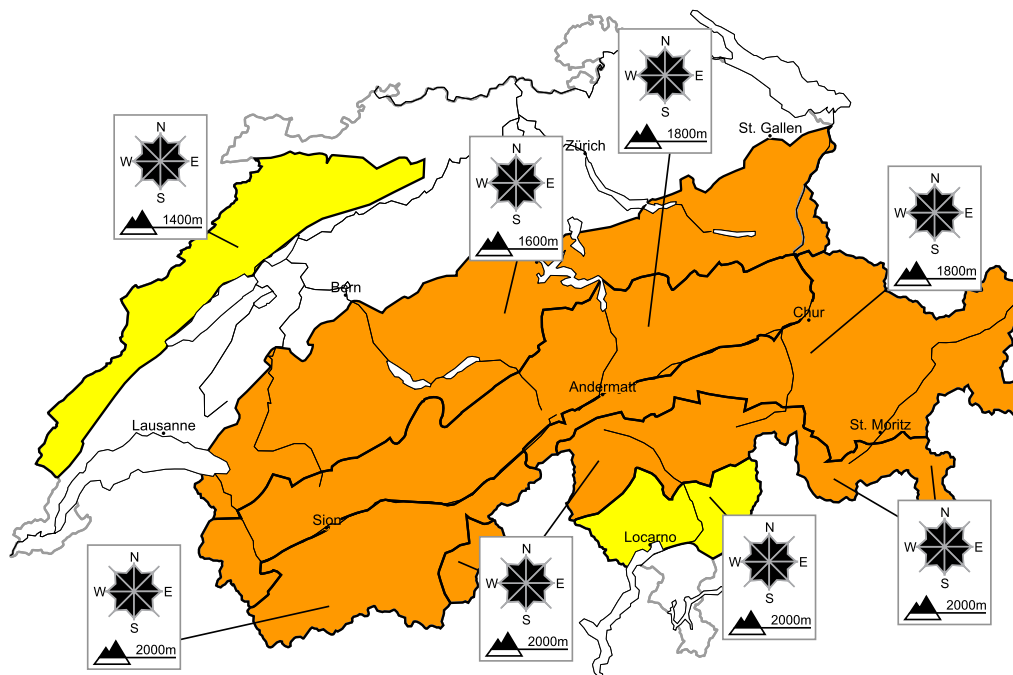 N
W E
S
1800m
St. Gallen
N
W E
S
1400m
Zürich
N
W E
S
1600m
N
W E
S
1800m
Bern
Chur
Andermatt
Lausanne
St. Moritz
Sion
Locarno
N
W E
S
2000m
N
W E
S
2000m
N
W E
S
2000m
N
W E
S
2000m